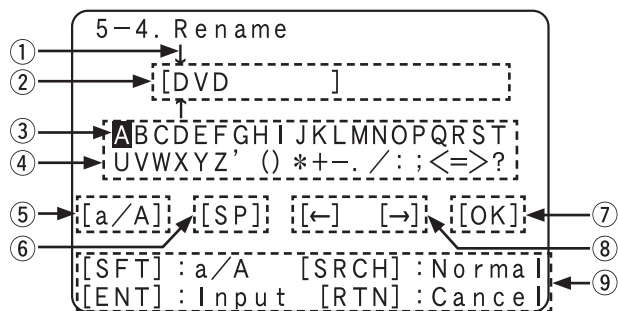 5-4. Rename
①
② [DVD ]
③ ABCDEFGHIJKLMNOPQRST
④ UVWXYZ' ()*+-./:;<=>?
⑤ [a/A] [SP] [←] [→] [OK] ⑦
⑥ ⑧
[SFT]:a/A [SRCH]:Normal ⑨
[ENT]:Input [RTN]:Cancel